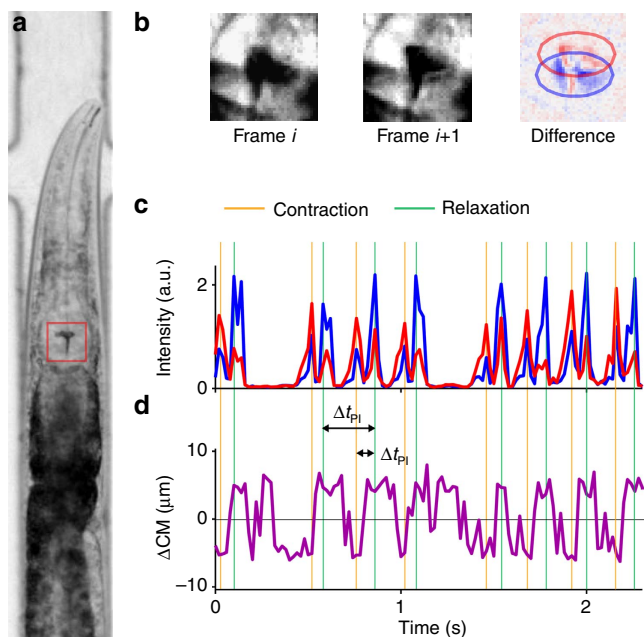 a
b
Frame i
Frame i+1
Difference
c
Contraction
Relaxation
Intensity (a.u.)
2
0
d
Δt_PI
Δt_PI
ΔCM (μm)
10
0
−10
0
1
2
Time (s)